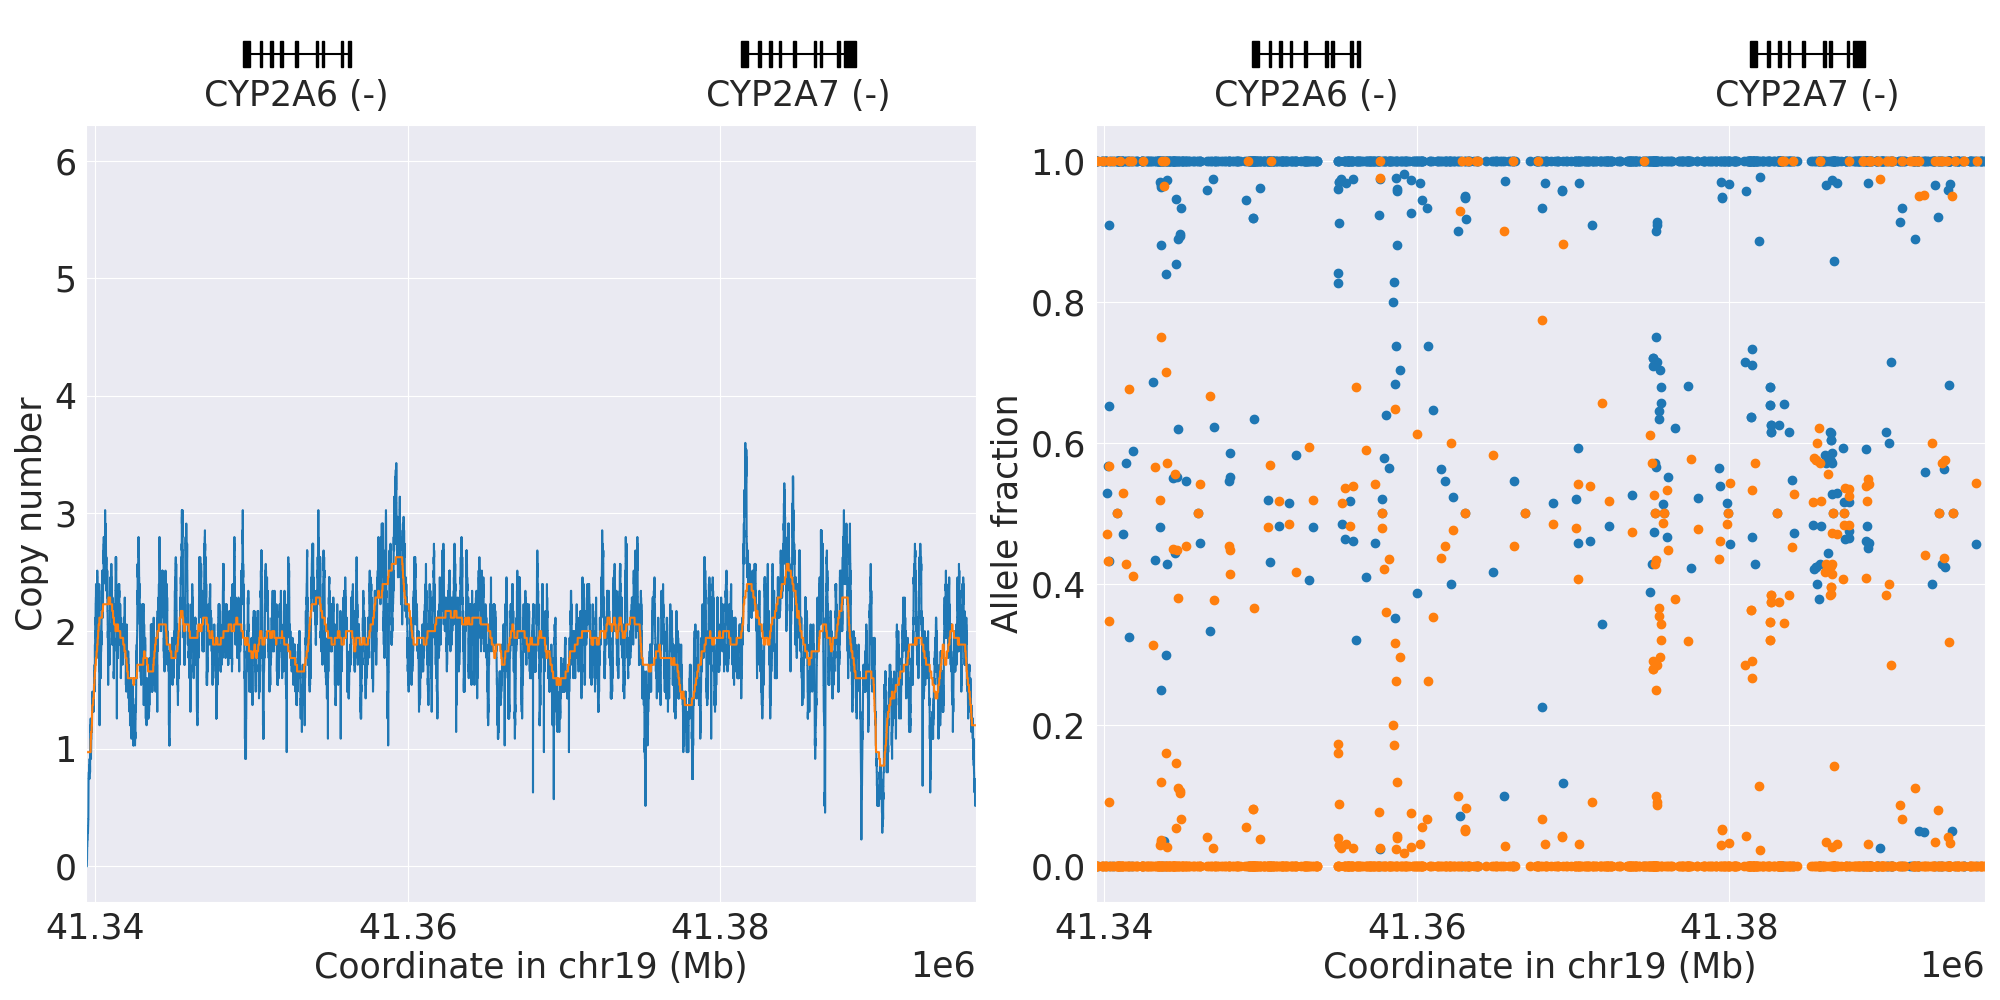 CYP2A6 (-)
CYP2A7 (-)
6
5
4
3
2
1
0
Copy number
41.34
41.36
41.38
Coordinate in chr19 (Mb)
1e6
CYP2A6 (-)
CYP2A7 (-)
1.0
0.8
0.6
0.4
0.2
0.0
Allele fraction
41.34
41.36
41.38
Coordinate in chr19 (Mb)
1e6